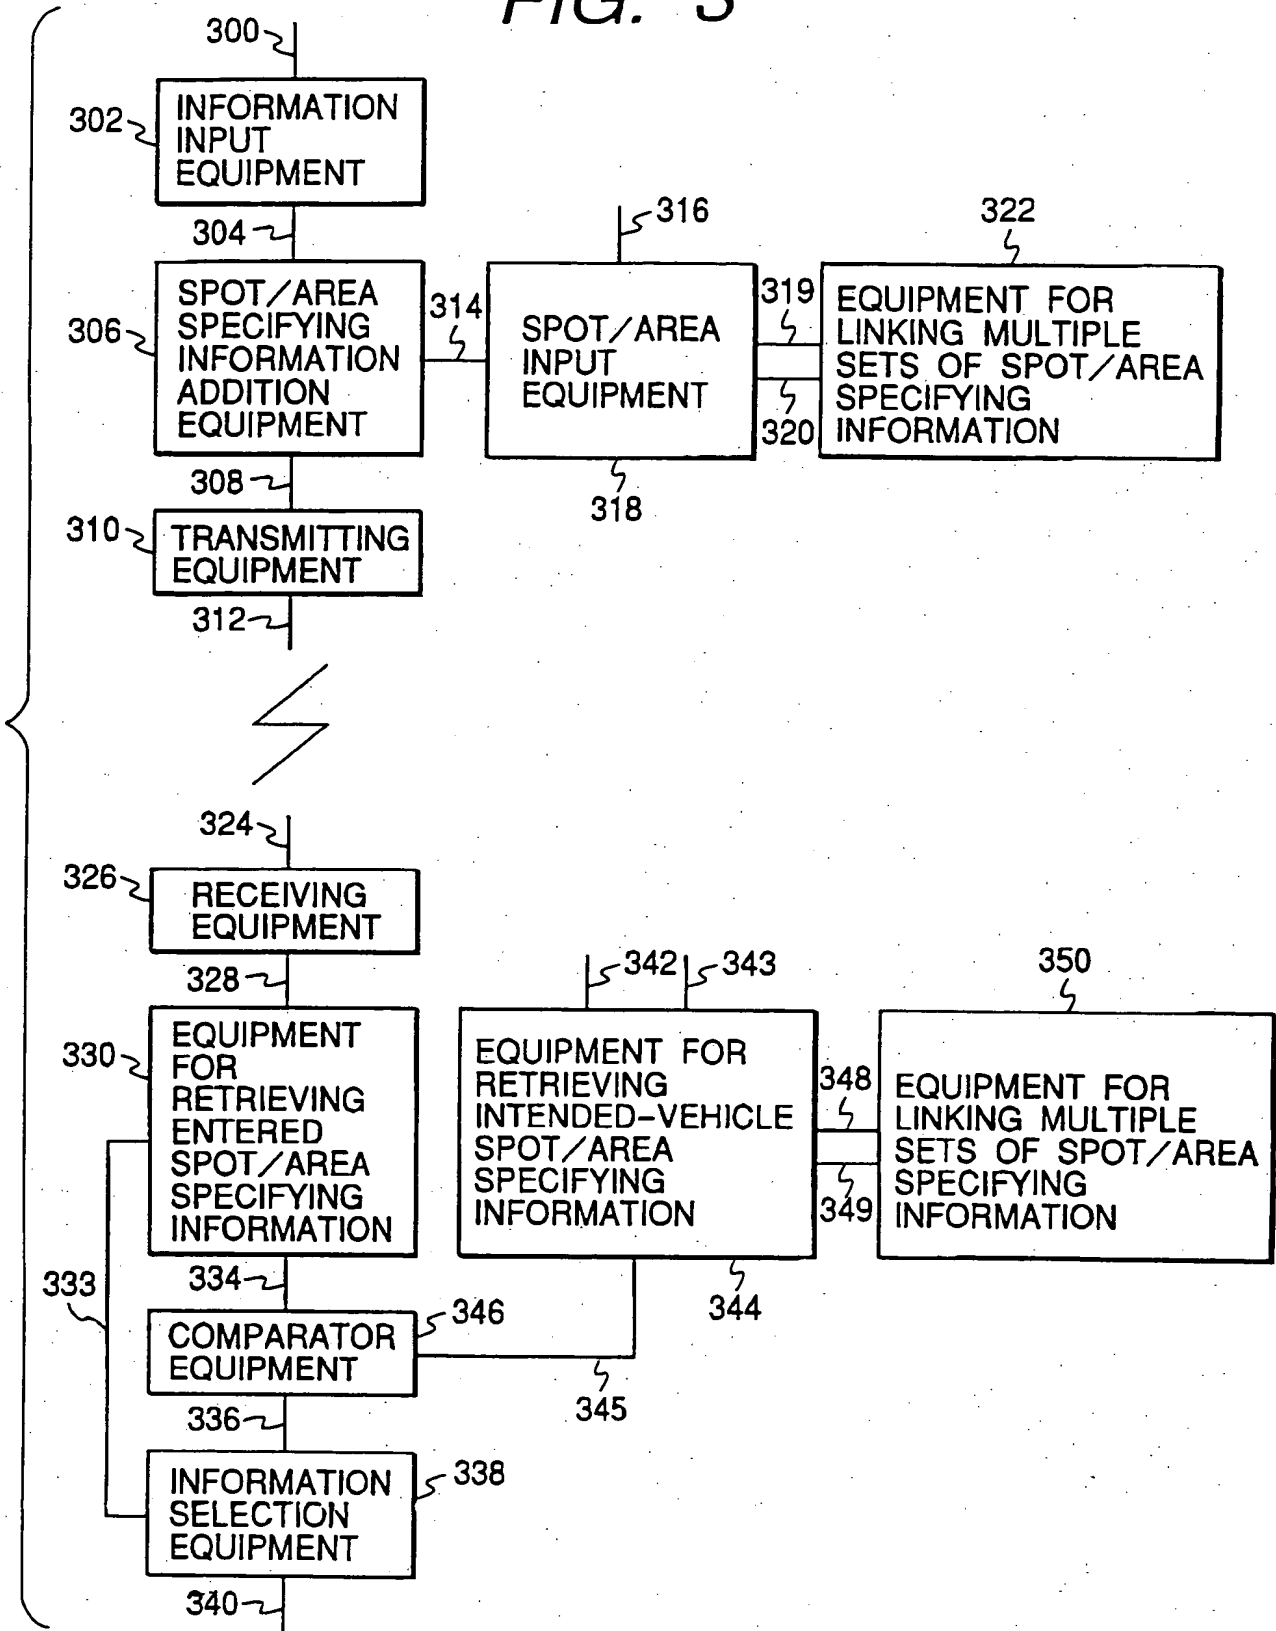 FIG. 3
300
302
INFORMATION
INPUT
EQUIPMENT
304
306
SPOT/AREA
SPECIFYING
INFORMATION
ADDITION
EQUIPMENT
314
316
SPOT/AREA
INPUT
EQUIPMENT
318
319
320
322
EQUIPMENT FOR
LINKING MULTIPLE
SETS OF SPOT/AREA
SPECIFYING
INFORMATION
308
310
TRANSMITTING
EQUIPMENT
312
324
326
RECEIVING
EQUIPMENT
328
330
EQUIPMENT
FOR
RETRIEVING
ENTERED
SPOT/AREA
SPECIFYING
INFORMATION
342
343
EQUIPMENT FOR
RETRIEVING
INTENDED-VEHICLE
SPOT/AREA
SPECIFYING
INFORMATION
344
348
349
350
EQUIPMENT FOR
LINKING MULTIPLE
SETS OF SPOT/AREA
SPECIFYING
INFORMATION
333
334
COMPARATOR
EQUIPMENT
346
345
336
INFORMATION
SELECTION
EQUIPMENT
338
340